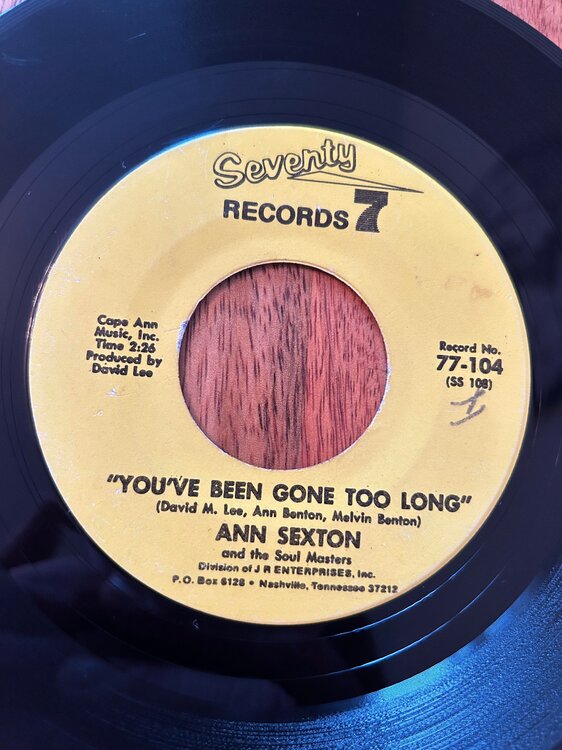 Seventy
RECORDS 7
Cape Ann
Music, Inc.
Time 2:26
Produced by
David Lee
Record No.
77-104
(SS 108)
1
"YOU'VE BEEN GONE TOO LONG"
(David M. Lee, Ann Benton, Melvin Benton)
ANN SEXTON
and the Soul Masters
Division of J R ENTERPRISES, Inc.
P.O. Box 6128 • Nashville, Tennessee 37212